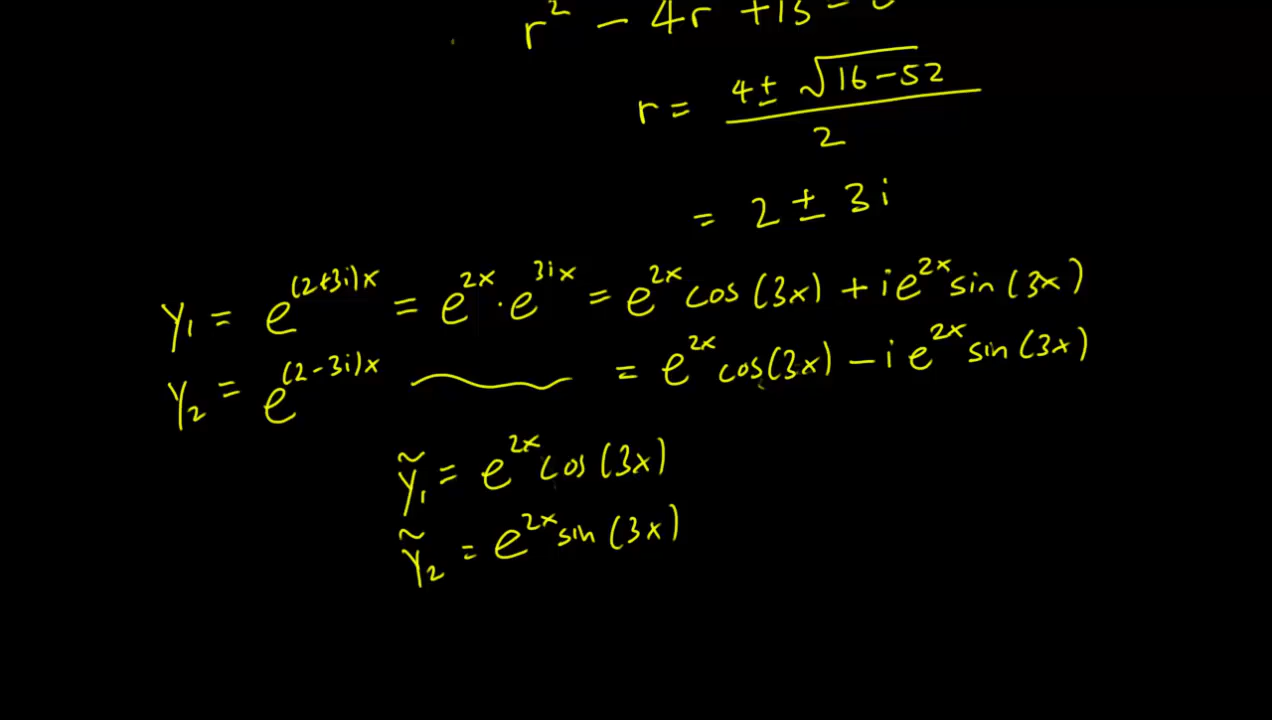 r² − 4r + 13 = 0
r = (4 ± √(16−52)) / 2
= 2 ± 3i
y₁ = e^((2+3i)x) = e^(2x) · e^(3ix) = e^(2x) cos(3x) + i e^(2x) sin(3x)
y₂ = e^((2−3i)x) = e^(2x) cos(3x) − i e^(2x) sin(3x)
ỹ₁ = e^(2x) cos(3x)
ỹ₂ = e^(2x) sin(3x)